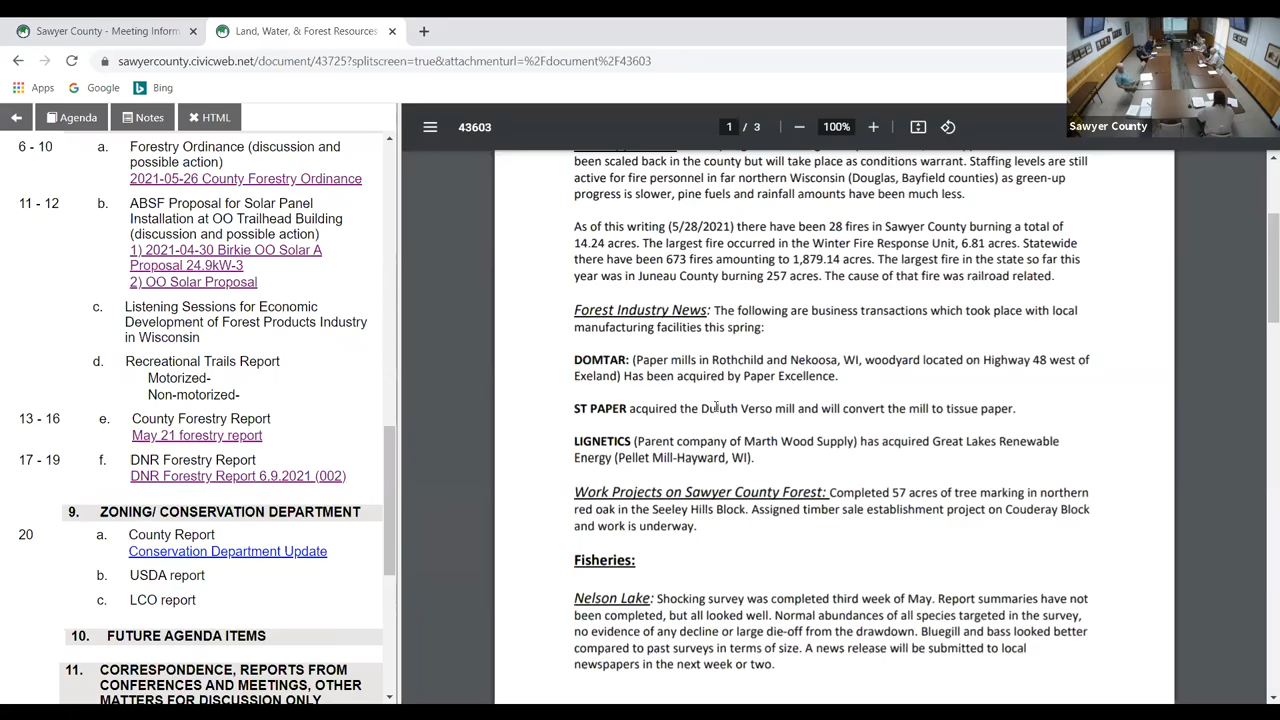 Sawyer County - Meeting Inform
Land, Water, & Forest Resources
sawyercounty.civicweb.net/document/43725?splitscreen=true&attachmenturl=%2Fdocument%2F43603
Apps Google Bing
Sawyer County
Agenda Notes HTML
43603 1 / 3 100%
6 - 10 a. Forestry Ordinance (discussion and
possible action)
2021-05-26 County Forestry Ordinance
11 - 12 b. ABSF Proposal for Solar Panel
Installation at OO Trailhead Building
(discussion and possible action)
1) 2021-04-30 Birkie OO Solar A
Proposal 24.9kW-3
2) OO Solar Proposal
c. Listening Sessions for Economic
Development of Forest Products Industry
in Wisconsin
d. Recreational Trails Report
Motorized-
Non-motorized-
13 - 16 e. County Forestry Report
May 21 forestry report
17 - 19 f. DNR Forestry Report
DNR Forestry Report 6.9.2021 (002)
9. ZONING/ CONSERVATION DEPARTMENT
20 a. County Report
Conservation Department Update
b. USDA report
c. LCO report
10. FUTURE AGENDA ITEMS
11. CORRESPONDENCE, REPORTS FROM
CONFERENCES AND MEETINGS, OTHER
MATTERS FOR DISCUSSION ONLY
been scaled back in the county but will take place as conditions warrant. Staffing levels are still
active for fire personnel in far northern Wisconsin (Douglas, Bayfield counties) as green-up
progress is slower, pine fuels and rainfall amounts have been much less.
As of this writing (5/28/2021) there have been 28 fires in Sawyer County burning a total of
14.24 acres. The largest fire occurred in the Winter Fire Response Unit, 6.81 acres. Statewide
there have been 673 fires amounting to 1,879.14 acres. The largest fire in the state so far this
year was in Juneau County burning 257 acres. The cause of that fire was railroad related.
Forest Industry News: The following are business transactions which took place with local
manufacturing facilities this spring:
DOMTAR: (Paper mills in Rothchild and Nekoosa, WI, woodyard located on Highway 48 west of
Exeland) Has been acquired by Paper Excellence.
ST PAPER acquired the Duluth Verso mill and will convert the mill to tissue paper.
LIGNETICS (Parent company of Marth Wood Supply) has acquired Great Lakes Renewable
Energy (Pellet Mill-Hayward, WI).
Work Projects on Sawyer County Forest: Completed 57 acres of tree marking in northern
red oak in the Seeley Hills Block. Assigned timber sale establishment project on Couderay Block
and work is underway.
Fisheries:
Nelson Lake: Shocking survey was completed third week of May. Report summaries have not
been completed, but all looked well. Normal abundances of all species targeted in the survey,
no evidence of any decline or large die-off from the drawdown. Bluegill and bass looked better
compared to past surveys in terms of size. A news release will be submitted to local
newspapers in the next week or two.